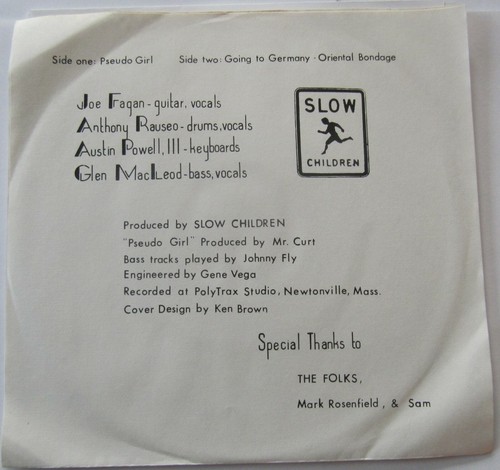 Side one: Pseudo Girl Side two: Going to Germany - Oriental Bondage
Joe Fagan - guitar, vocals
Anthony Rauseo - drums, vocals
Austin Powell, III - keyboards
Glen MacLeod - bass, vocals
SLOW
CHILDREN
Produced by SLOW CHILDREN
"Pseudo Girl" Produced by Mr. Curt
Bass tracks played by Johnny Fly
Engineered by Gene Vega
Recorded at PolyTrax Studio, Newtonville, Mass.
Cover Design by Ken Brown
Special Thanks to
THE FOLKS,
Mark Rosenfield, & Sam